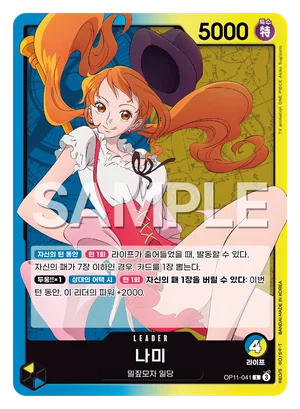 5000
특수
特
SAMPLE
자신의 턴 동안 턴 1회 라이프가 줄어들었을 때, 발동할 수 있다.
자신의 패가 7장 이하인 경우, 카드를 1장 뽑는다.
두웅!!×1 상대의 어택 시 턴 1회 자신의 패 1장을 버릴 수 있다: 이번
턴 동안, 이 리더의 파워 +2000.
LEADER
나미
밀짚모자 일당
4
라이프
OP11-041 L
BANDAI MADE IN KOREA